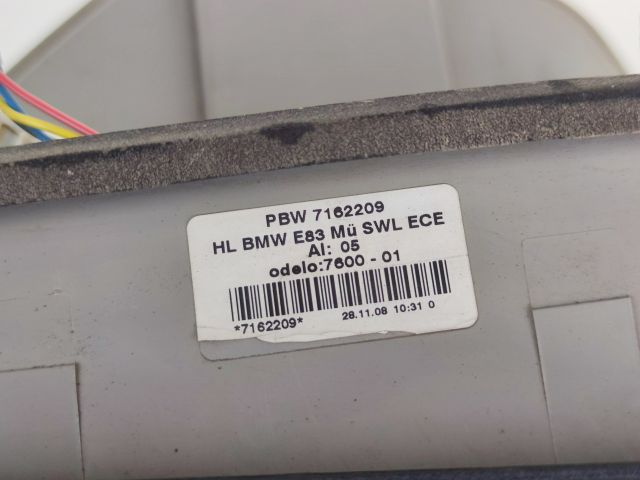 PBW 7162209
HL BMW E83 Mü SWL ECE
AI: 05
odelo:7600 - 01
*7162209* 28.11.08 10:31 0